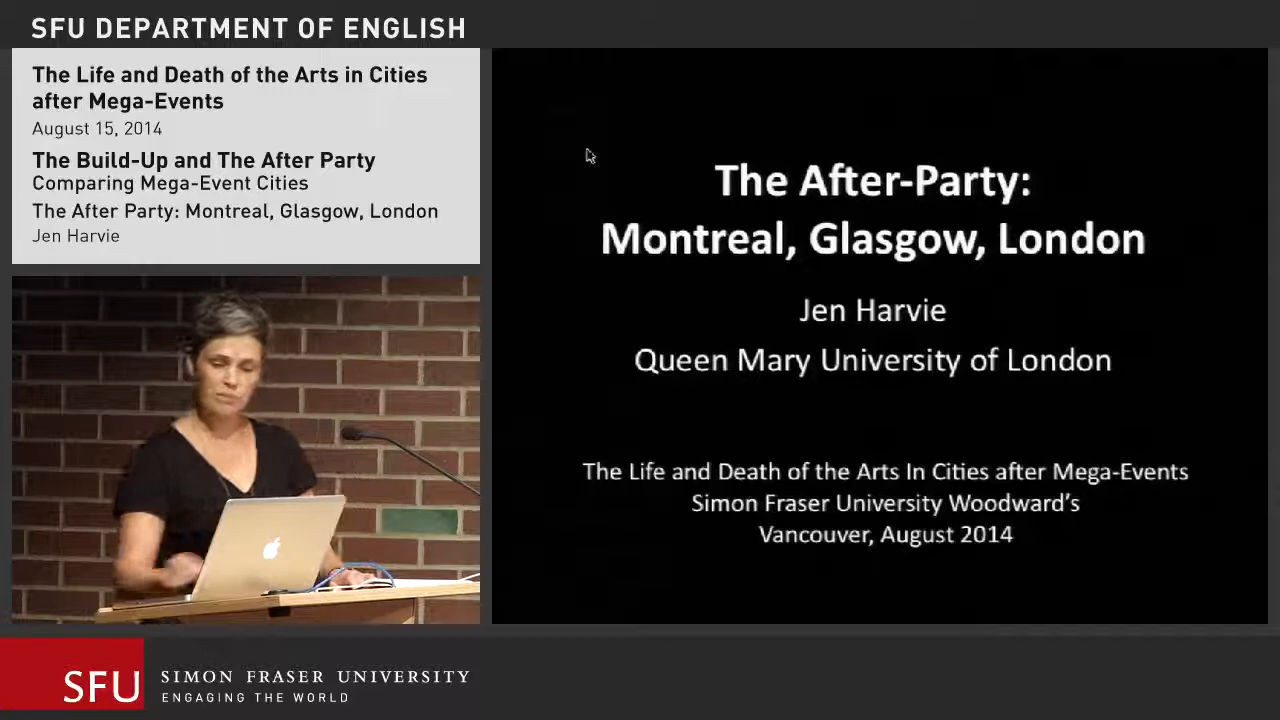 SFU DEPARTMENT OF ENGLISH
The Life and Death of the Arts in Cities
after Mega-Events
August 15, 2014
The Build-Up and The After Party
Comparing Mega-Event Cities
The After Party: Montreal, Glasgow, London
Jen Harvie
The After-Party:
Montreal, Glasgow, London
Jen Harvie
Queen Mary University of London
The Life and Death of the Arts In Cities after Mega-Events
Simon Fraser University Woodward's
Vancouver, August 2014
SFU
SIMON FRASER UNIVERSITY
ENGAGING THE WORLD